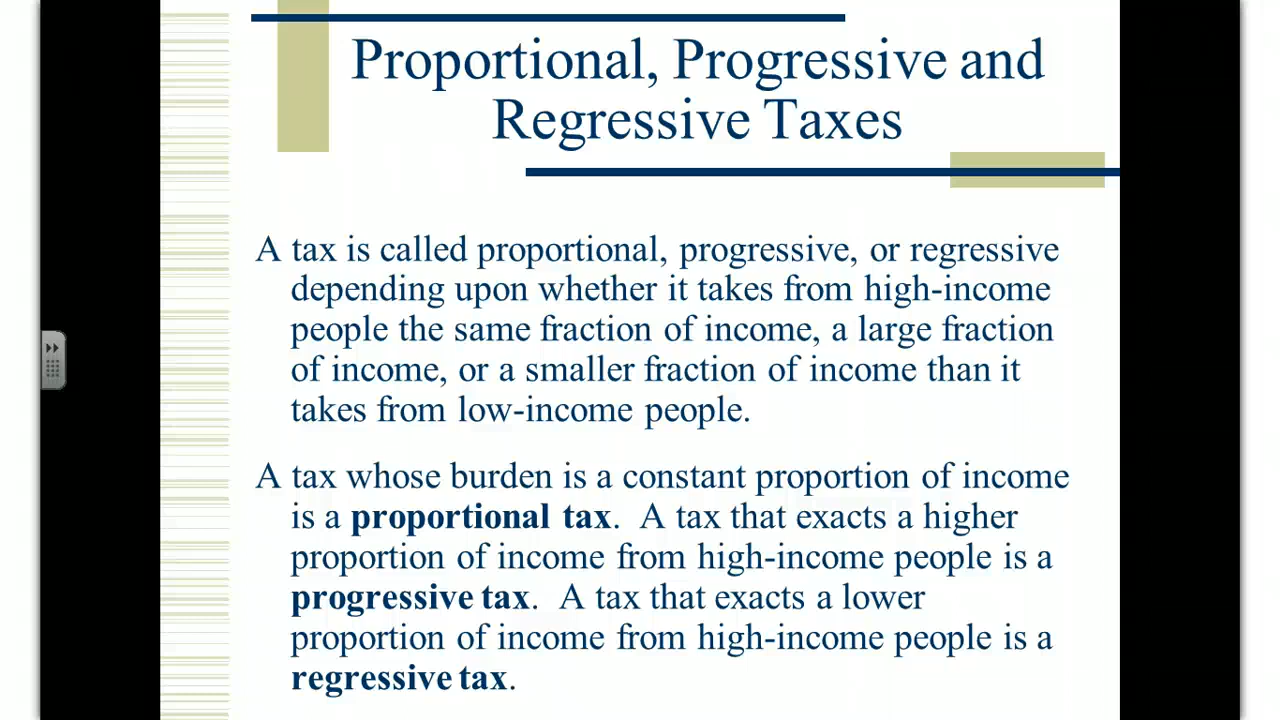 Proportional, Progressive and
Regressive Taxes
A tax is called proportional, progressive, or regressive
depending upon whether it takes from high-income
people the same fraction of income, a large fraction
of income, or a smaller fraction of income than it
takes from low-income people.
A tax whose burden is a constant proportion of income
is a proportional tax. A tax that exacts a higher
proportion of income from high-income people is a
progressive tax. A tax that exacts a lower
proportion of income from high-income people is a
regressive tax.